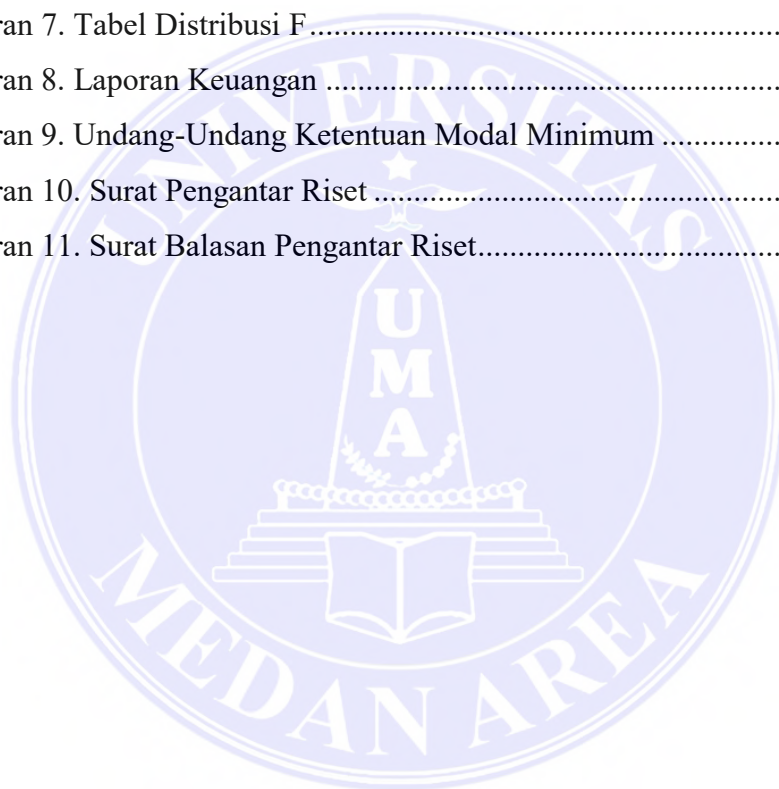 ran 7. Tabel Distribusi F.......................................................
ran 8. Laporan Keuangan .......................................................
ran 9. Undang-Undang Ketentuan Modal Minimum ...............
ran 10. Surat Pengantar Riset .................................................
ran 11. Surat Balasan Pengantar Riset.....................................
UNIVERSITAS
UMA
MEDAN AREA